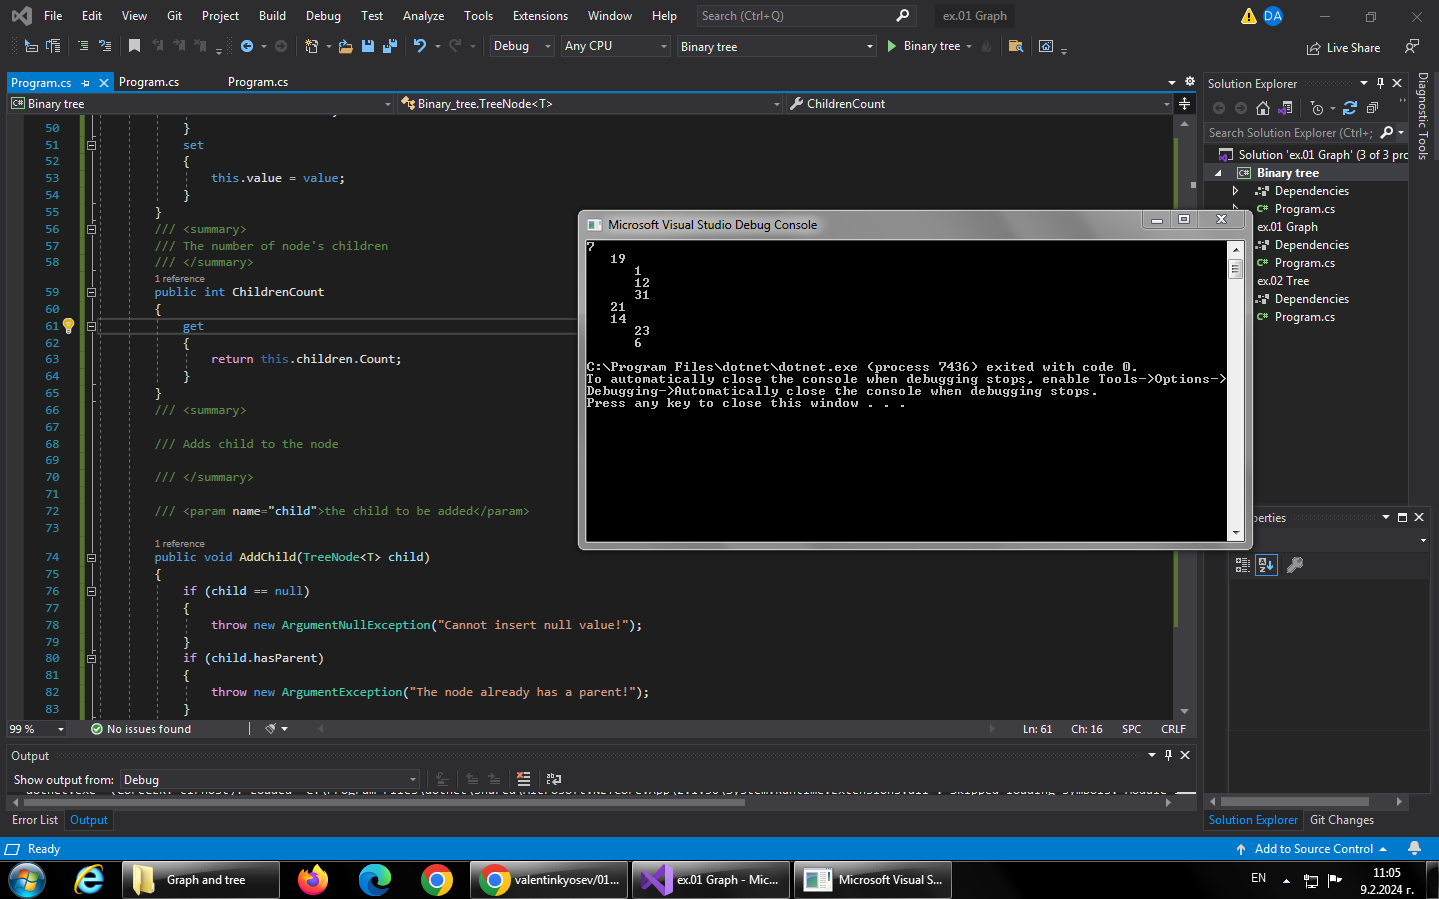 File Edit View Git Project Build Debug Test Analyze Tools Extensions Window Help Search (Ctrl+Q) ex.01 Graph DA
Debug Any CPU Binary tree Binary tree Live Share
Program.cs Program.cs Program.cs
Binary tree Binary_tree.TreeNode<T> ChildrenCount
50 }
51 set
52 {
53 this.value = value;
54 }
55 }
56 /// <summary>
57 /// The number of node's children
58 /// </summary>
1 reference
59 public int ChildrenCount
60 {
61 get
62 {
63 return this.children.Count;
64 }
65 }
66 /// <summary>
67
68 /// Adds child to the node
69
70 /// </summary>
71
72 /// <param name="child">the child to be added</param>
73
1 reference
74 public void AddChild(TreeNode<T> child)
75 {
76 if (child == null)
77 {
78 throw new ArgumentNullException("Cannot insert null value!");
79 }
80 if (child.hasParent)
81 {
82 throw new ArgumentException("The node already has a parent!");
83 }
99 % No issues found Ln: 61 Ch: 16 SPC CRLF
Microsoft Visual Studio Debug Console
7
19
1
12
31
21
14
23
6
C:\Program Files\dotnet\dotnet.exe (process 7436) exited with code 0.
To automatically close the console when debugging stops, enable Tools->Options->
Debugging->Automatically close the console when debugging stops.
Press any key to close this window . . .
Solution Explorer
Search Solution Explorer (Ctrl+;
Solution 'ex.01 Graph' (3 of 3 pro
Binary tree
Dependencies
Program.cs
ex.01 Graph
Dependencies
Program.cs
ex.02 Tree
Dependencies
Program.cs
Diagnostic Tools
perties
Solution Explorer Git Changes
Output
Show output from: Debug
Error List Output
Ready Add to Source Control
Graph and tree valentinkyosev/01... ex.01 Graph - Mic... Microsoft Visual S... EN 11:05
9.2.2024 г.